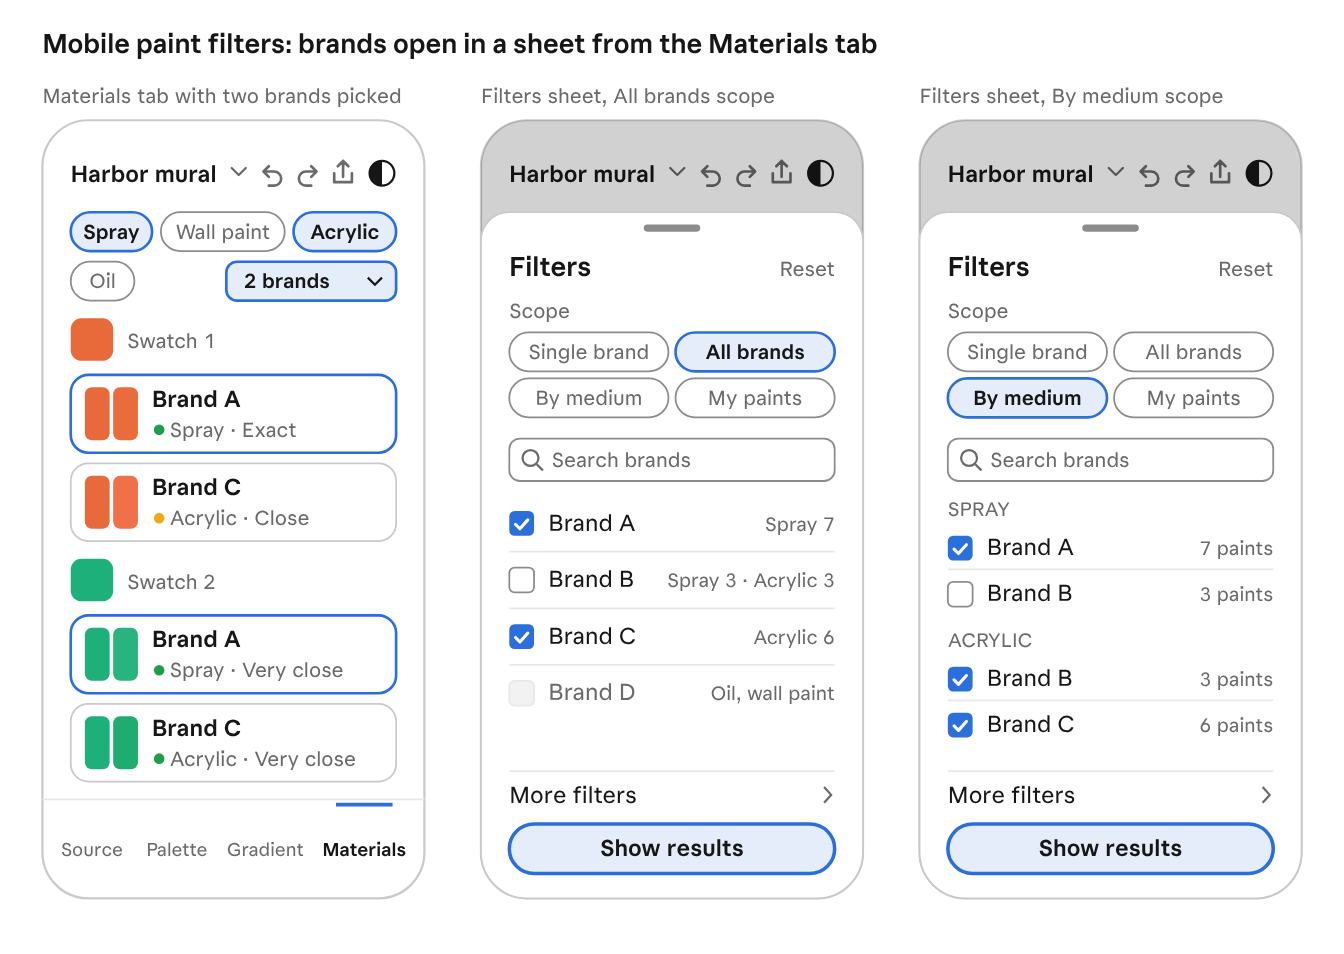 Mobile paint filters: brands open in a sheet from the Materials tab
Materials tab with two brands picked
Harbor mural
Spray
Wall paint
Acrylic
Oil
2 brands
Swatch 1
Brand A
Spray · Exact
Brand C
Acrylic · Close
Swatch 2
Brand A
Spray · Very close
Brand C
Acrylic · Very close
Source
Palette
Gradient
Materials
Filters sheet, All brands scope
Harbor mural
Filters
Reset
Scope
Single brand
All brands
By medium
My paints
Search brands
Brand A
Spray 7
Brand B
Spray 3 · Acrylic 3
Brand C
Acrylic 6
Brand D
Oil, wall paint
More filters
Show results
Filters sheet, By medium scope
Harbor mural
Filters
Reset
Scope
Single brand
All brands
By medium
My paints
Search brands
SPRAY
Brand A
7 paints
Brand B
3 paints
ACRYLIC
Brand B
3 paints
Brand C
6 paints
More filters
Show results